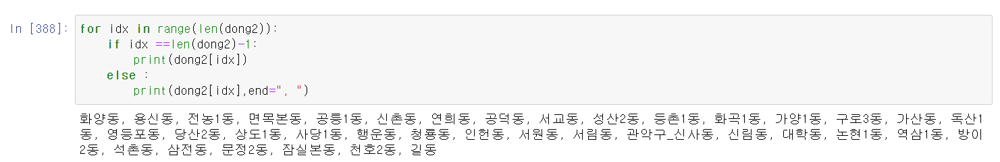 In [388]:
for idx in range(len(dong2)):
    if idx ==len(dong2)-1:
        print(dong2[idx])
    else :
        print(dong2[idx],end=", ")
화양동, 용신동, 전농1동, 면목본동, 공릉1동, 신촌동, 연희동, 공덕동, 서교동, 성산2동, 등촌1동, 화곡1동, 가양1동, 구로3동, 가산동, 독산1
동, 영등포동, 당산2동, 상도1동, 사당1동, 행운동, 청룡동, 인헌동, 서원동, 서림동, 관악구_신사동, 신림동, 대학동, 논현1동, 역삼1동, 방이
2동, 석촌동, 삼전동, 문정2동, 잠실본동, 천호2동, 길동